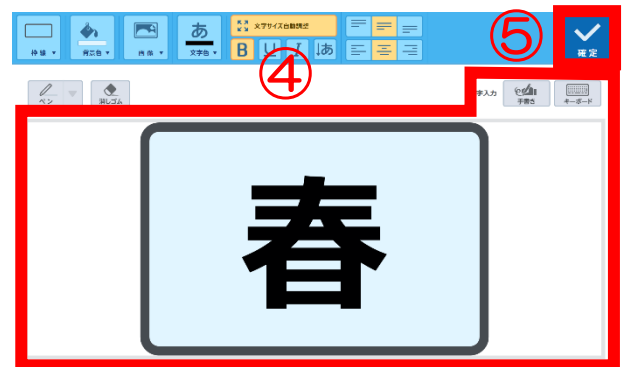 あ
文字サイズ自動調整
枠線 ▼
背景色 ▼
画像 ▼
文字色 ▼
B U I ↓あ
⑤
確定
④
ペン
消しゴム
字入力
手書き
キーボード
春